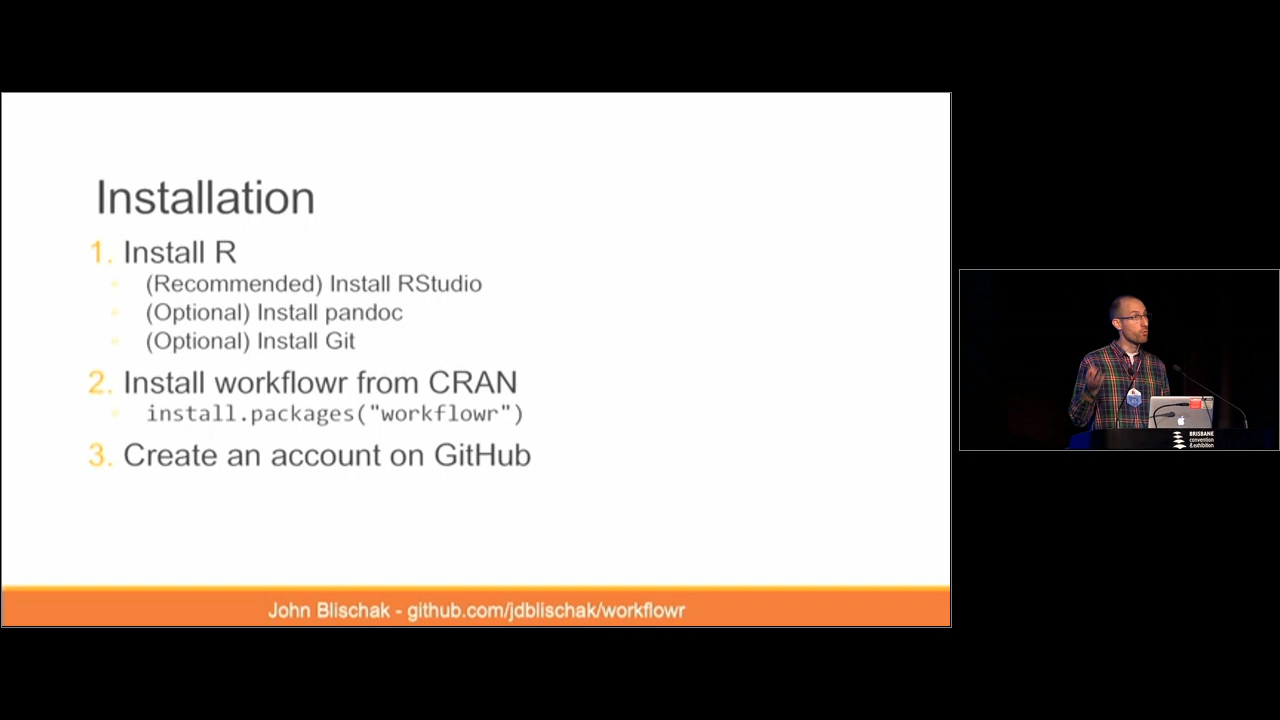 Installation
1. Install R
(Recommended) Install RStudio
(Optional) Install pandoc
(Optional) Install Git
2. Install workflowr from CRAN
install.packages("workflowr")
3. Create an account on GitHub
John Blischak - github.com/jdblischak/workflowr
BRISBANE
convention
& exhibition